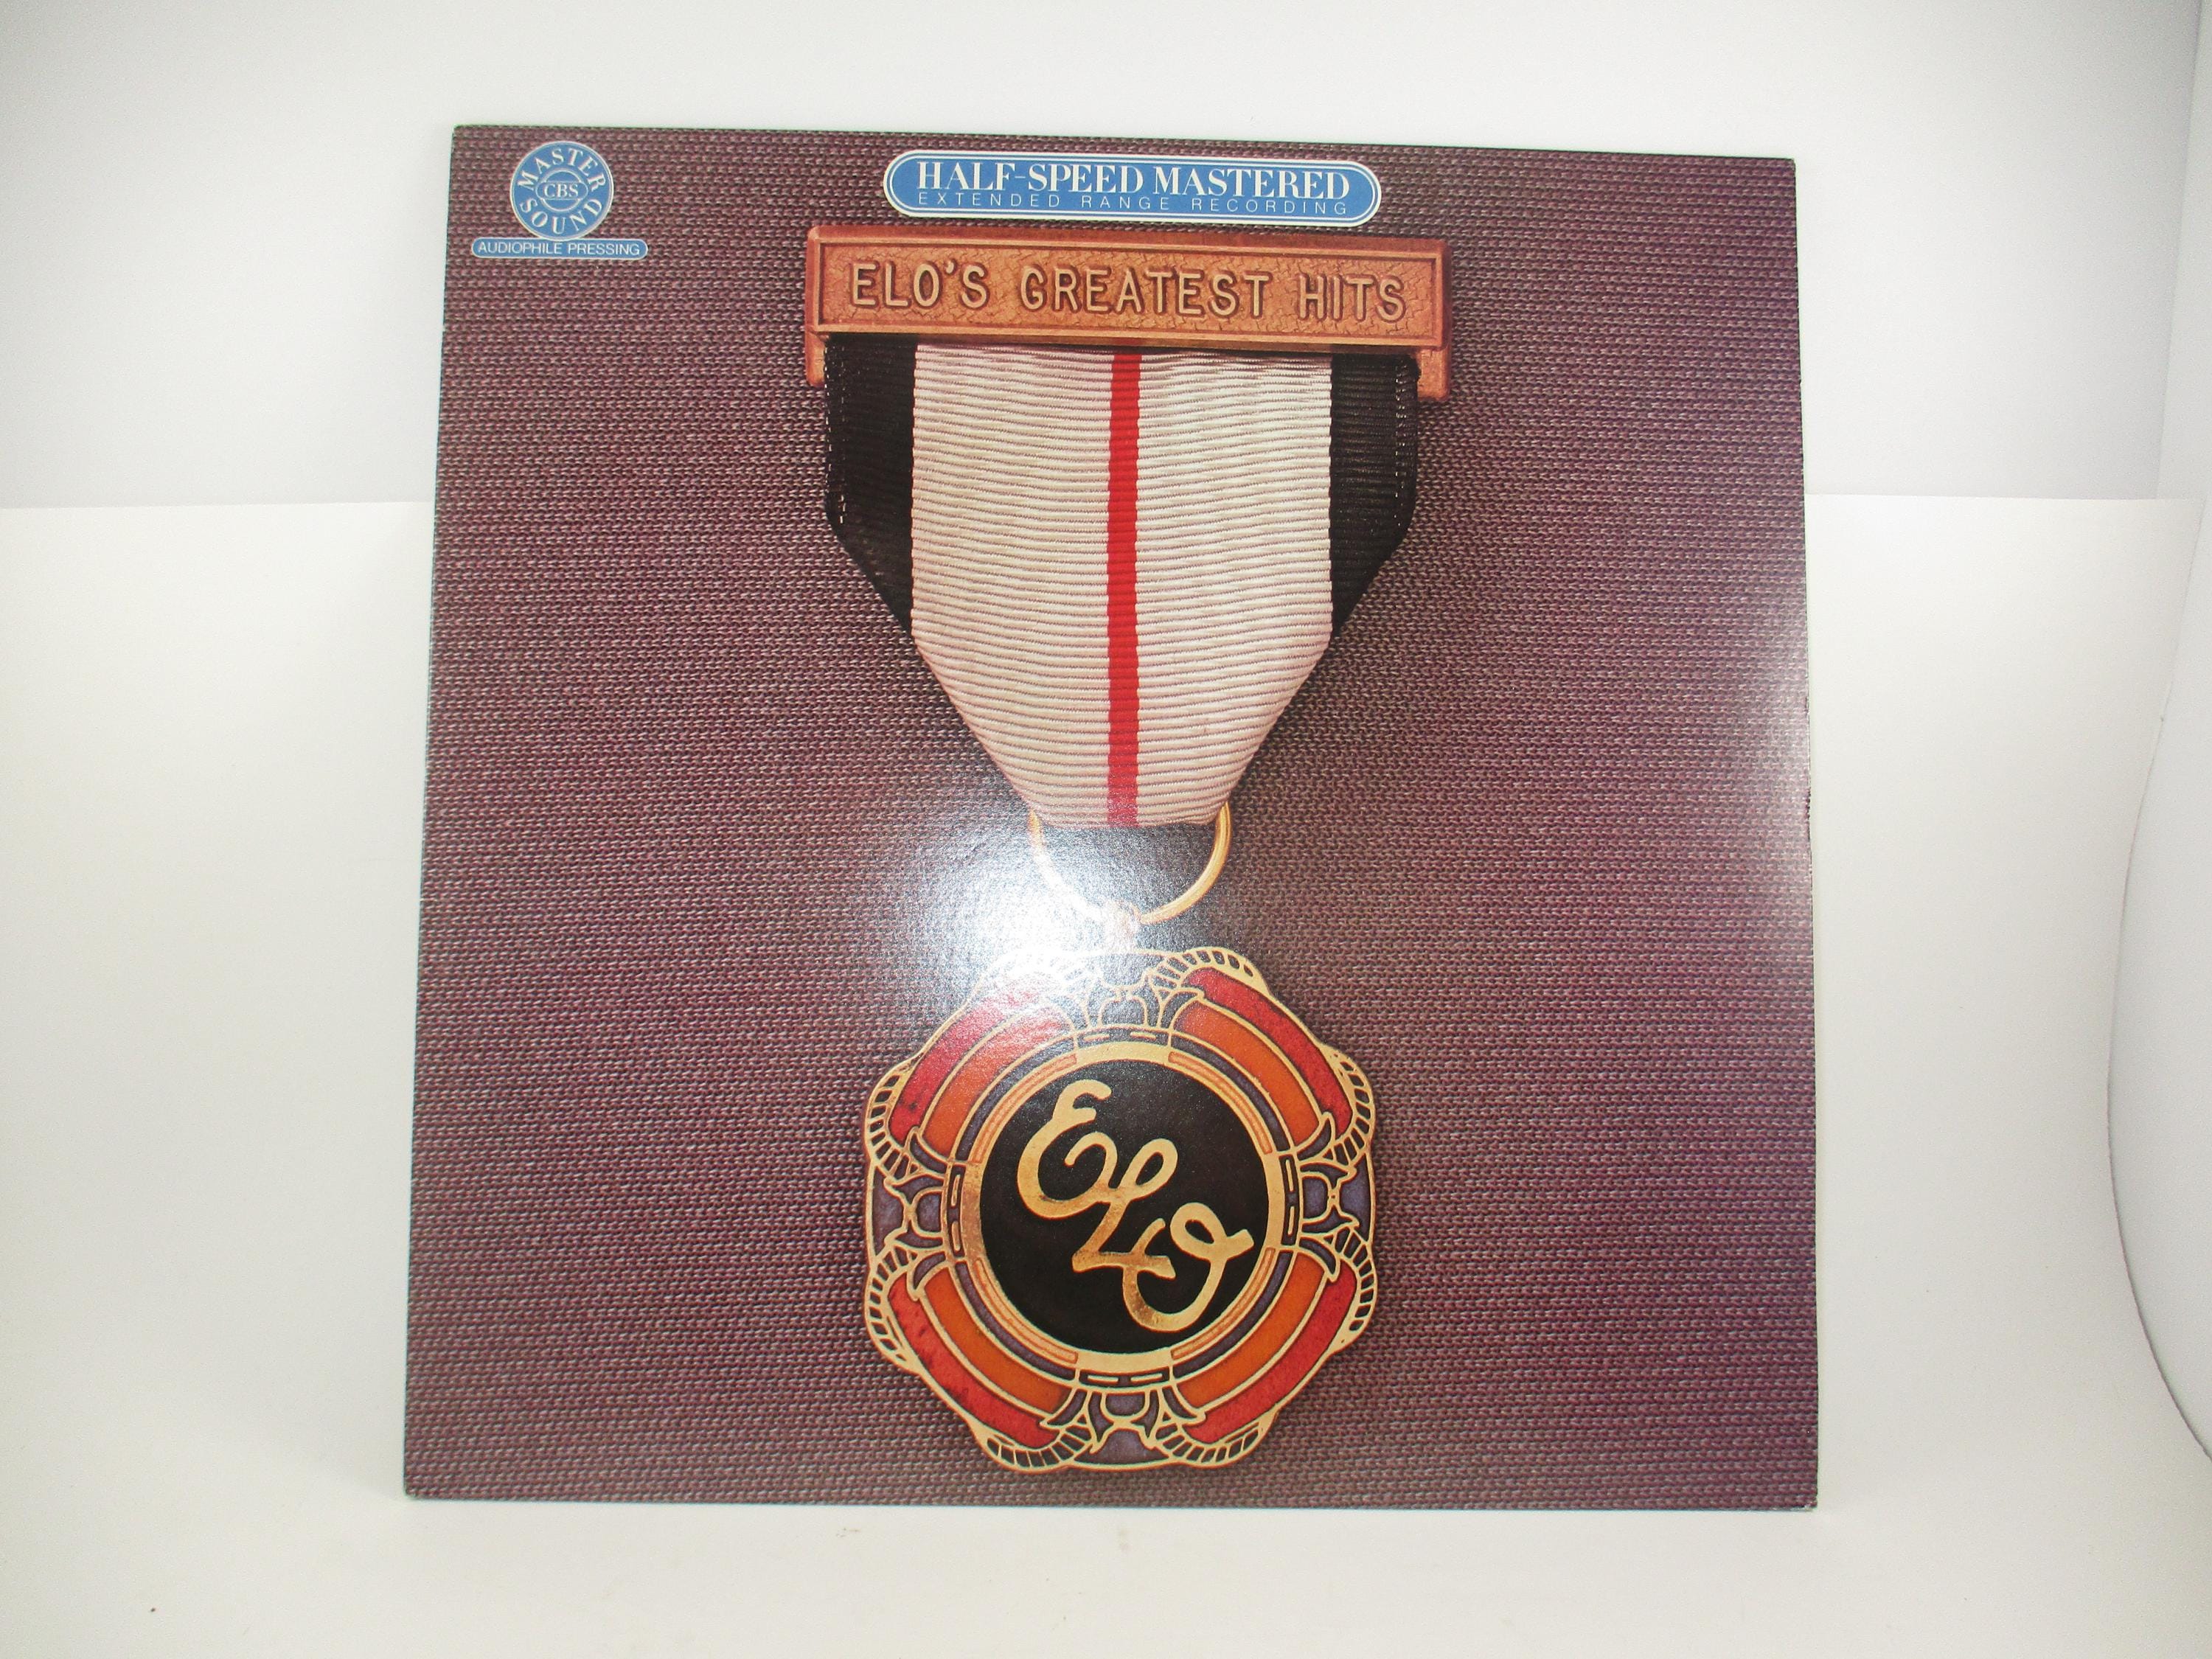 MASTER
CBS
SOUND
AUDIOPHILE PRESSING
HALF-SPEED MASTERED
EXTENDED RANGE RECORDING
ELO'S GREATEST HITS
ELO